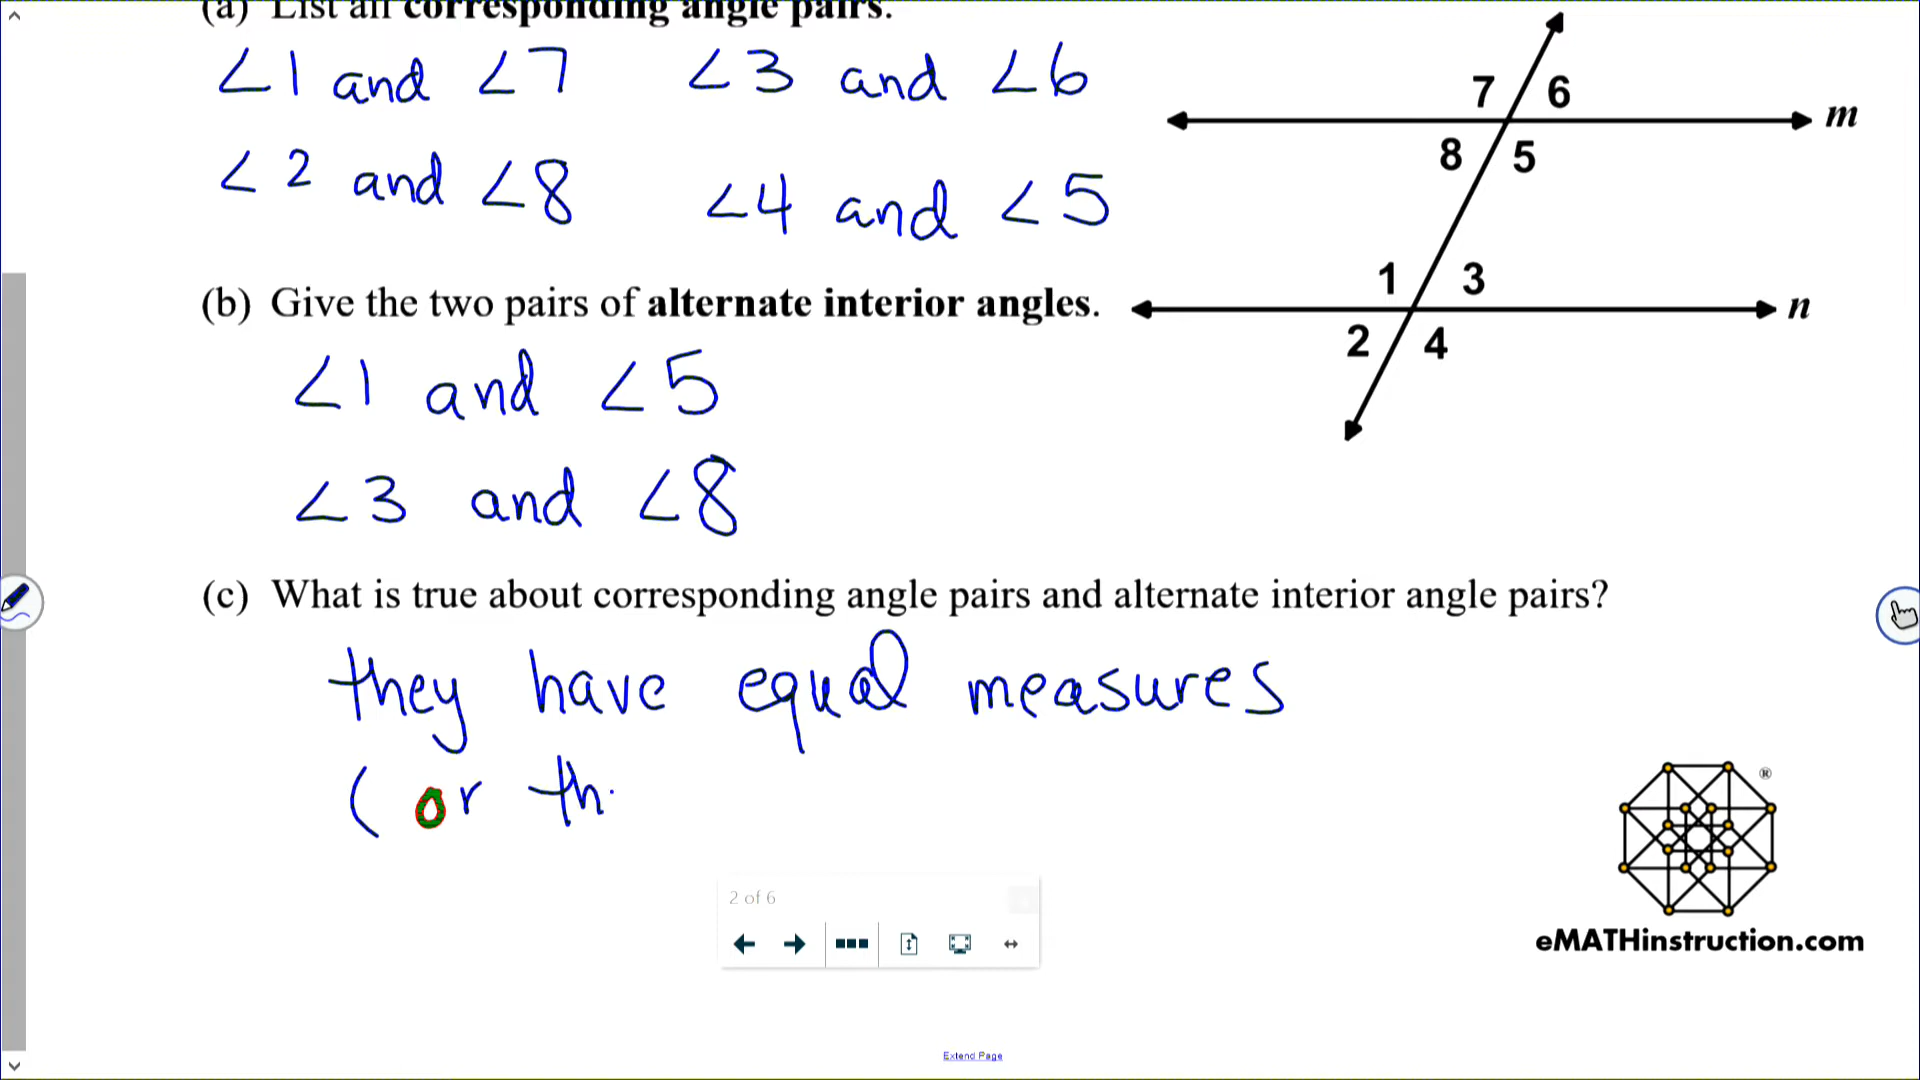 (a) List all corresponding angle pairs.
∠1 and ∠7 ∠3 and ∠6
∠2 and ∠8 ∠4 and ∠5
7 6
m
8 5
1 3
n
2 4
(b) Give the two pairs of alternate interior angles.
∠1 and ∠5
∠3 and ∠8
(c) What is true about corresponding angle pairs and alternate interior angle pairs?
they have equal measures
(or th
®
eMATHinstruction.com
2 of 6
Extend Page